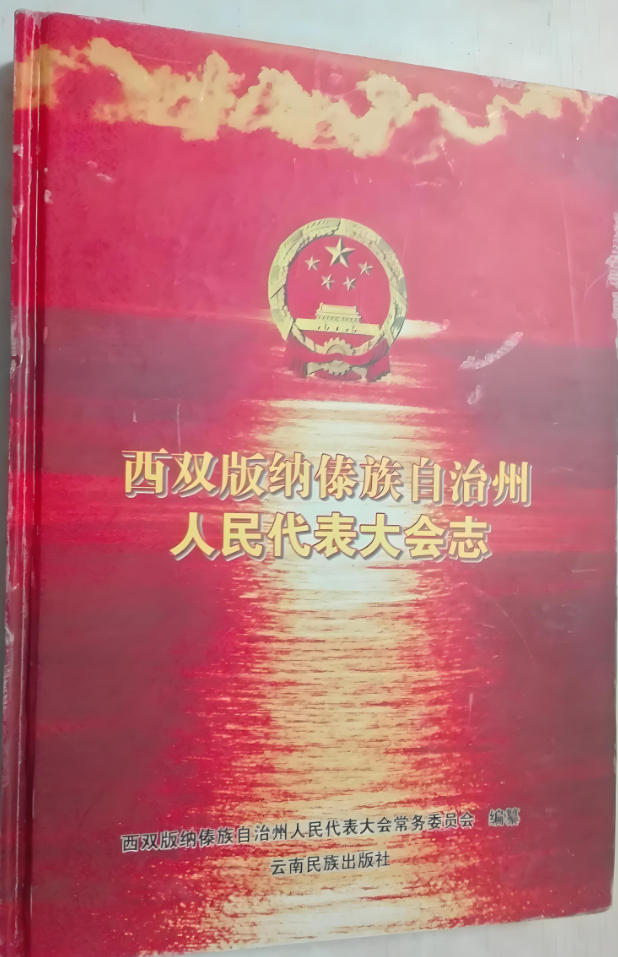 西双版纳傣族自治州
人民代表大会志
西双版纳傣族自治州人民代表大会常务委员会 编纂
云南民族出版社